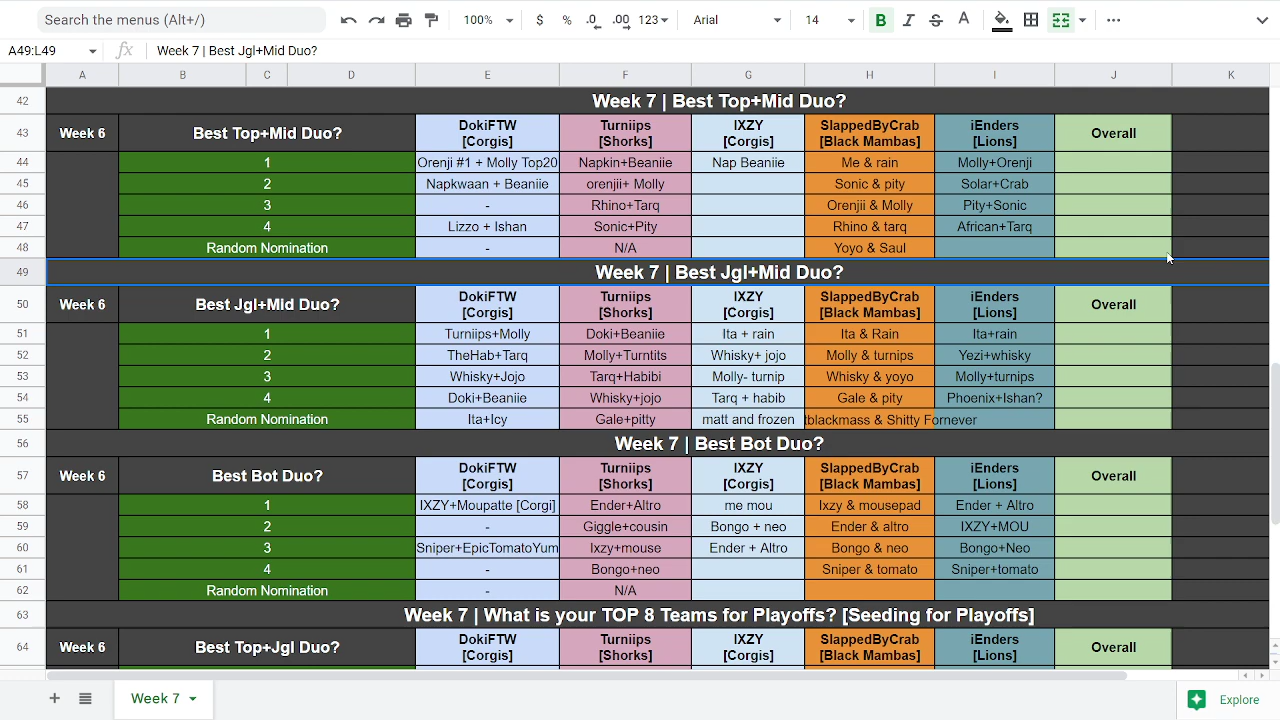 Search the menus (Alt+/)
100% $ % .0 .00 123 Arial 14 B I S A
A49:L49 fx Week 7 | Best Jgl+Mid Duo?
A B C D E F G H I J K
42 Week 7 | Best Top+Mid Duo?
43 Week 6 Best Top+Mid Duo? DokiFTW [Corgis] Turniips [Shorks] IXZY [Corgis] SlappedByCrab [Black Mambas] iEnders [Lions] Overall
44 1 Orenji #1 + Molly Top20 Napkin+Beaniie Nap Beaniie Me & rain Molly+Orenji
45 2 Napkwaan + Beaniie orenjii+ Molly Sonic & pity Solar+Crab
46 3 - Rhino+Tarq Orenjii & Molly Pity+Sonic
47 4 Lizzo + Ishan Sonic+Pity Rhino & tarq African+Tarq
48 Random Nomination - N/A Yoyo & Saul
49 Week 7 | Best Jgl+Mid Duo?
50 Week 6 Best Jgl+Mid Duo? DokiFTW [Corgis] Turniips [Shorks] IXZY [Corgis] SlappedByCrab [Black Mambas] iEnders [Lions] Overall
51 1 Turniips+Molly Doki+Beaniie Ita + rain Ita & Rain Ita+rain
52 2 TheHab+Tarq Molly+Turntits Whisky+ jojo Molly & turnips Yezi+whisky
53 3 Whisky+Jojo Tarq+Habibi Molly- turnip Whisky & yoyo Molly+turnips
54 4 Doki+Beaniie Whisky+jojo Tarq + habib Gale & pity Phoenix+Ishan?
55 Random Nomination Ita+Icy Gale+pitty matt and frozen tblackmass & Shitty Fornever
56 Week 7 | Best Bot Duo?
57 Week 6 Best Bot Duo? DokiFTW [Corgis] Turniips [Shorks] IXZY [Corgis] SlappedByCrab [Black Mambas] iEnders [Lions] Overall
58 1 IXZY+Moupatte [Corgi] Ender+Altro me mou Ixzy & mousepad Ender + Altro
59 2 - Giggle+cousin Bongo + neo Ender & altro IXZY+MOU
60 3 Sniper+EpicTomatoYum Ixzy+mouse Ender + Altro Bongo & neo Bongo+Neo
61 4 - Bongo+neo Sniper & tomato Sniper+tomato
62 Random Nomination - N/A
63 Week 7 | What is your TOP 8 Teams for Playoffs? [Seeding for Playoffs]
64 Week 6 Best Top+Jgl Duo? DokiFTW [Corgis] Turniips [Shorks] IXZY [Corgis] SlappedByCrab [Black Mambas] iEnders [Lions] Overall
Week 7 Explore